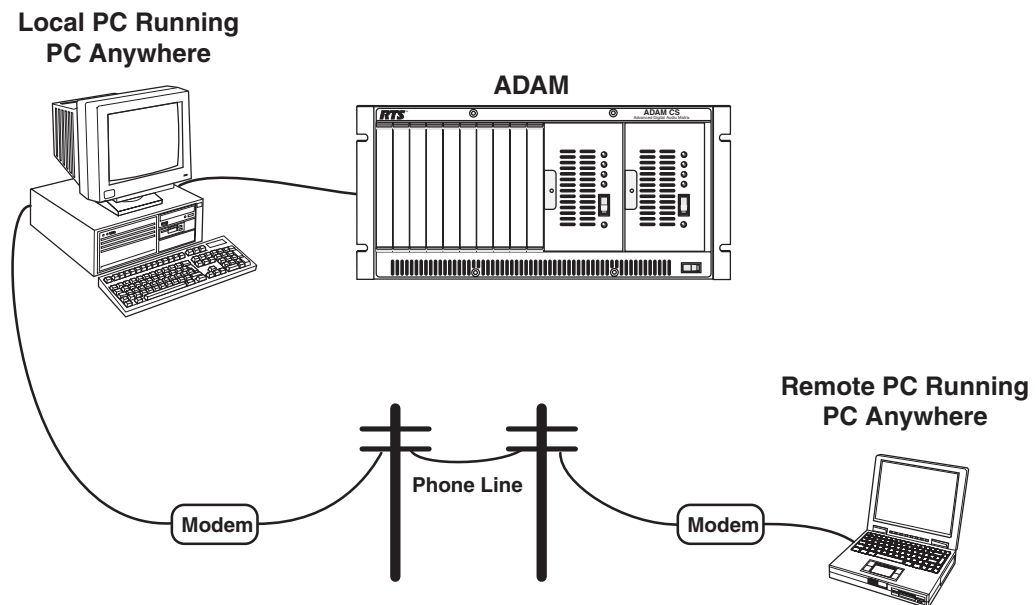 Local PC Running
PC Anywhere
ADAM
RTS
ADAM CS
Advanced Digital Audio Matrix
Remote PC Running
PC Anywhere
Phone Line
Modem
Modem